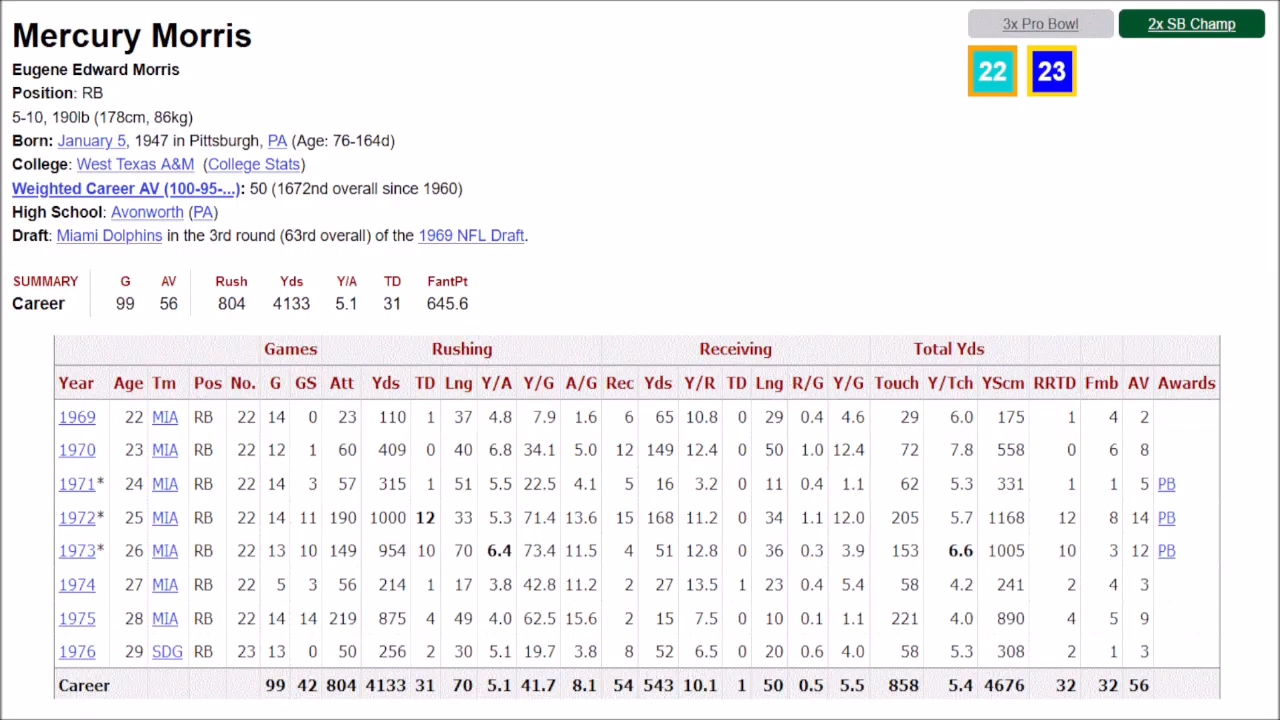 Mercury Morris
3x Pro Bowl 2x SB Champ
22 23
Eugene Edward Morris
Position: RB
5-10, 190lb (178cm, 86kg)
Born: January 5, 1947 in Pittsburgh, PA (Age: 76-164d)
College: West Texas A&M (College Stats)
Weighted Career AV (100-95-...): 50 (1672nd overall since 1960)
High School: Avonworth (PA)
Draft: Miami Dolphins in the 3rd round (63rd overall) of the 1969 NFL Draft.
SUMMARY G AV Rush Yds Y/A TD FantPt
Career 99 56 804 4133 5.1 31 645.6
Games Rushing Receiving Total Yds
Year Age Tm Pos No. G GS Att Yds TD Lng Y/A Y/G A/G Rec Yds Y/R TD Lng R/G Y/G Touch Y/Tch YScm RRTD Fmb AV Awards
1969 22 MIA RB 22 14 0 23 110 1 37 4.8 7.9 1.6 6 65 10.8 0 29 0.4 4.6 29 6.0 175 1 4 2
1970 23 MIA RB 22 12 1 60 409 0 40 6.8 34.1 5.0 12 149 12.4 0 50 1.0 12.4 72 7.8 558 0 6 8
1971* 24 MIA RB 22 14 3 57 315 1 51 5.5 22.5 4.1 5 16 3.2 0 11 0.4 1.1 62 5.3 331 1 1 5 PB
1972* 25 MIA RB 22 14 11 190 1000 12 33 5.3 71.4 13.6 15 168 11.2 0 34 1.1 12.0 205 5.7 1168 12 8 14 PB
1973* 26 MIA RB 22 13 10 149 954 10 70 6.4 73.4 11.5 4 51 12.8 0 36 0.3 3.9 153 6.6 1005 10 3 12 PB
1974 27 MIA RB 22 5 3 56 214 1 17 3.8 42.8 11.2 2 27 13.5 1 23 0.4 5.4 58 4.2 241 2 4 3
1975 28 MIA RB 22 14 14 219 875 4 49 4.0 62.5 15.6 2 15 7.5 0 10 0.1 1.1 221 4.0 890 4 5 9
1976 29 SDG RB 23 13 0 50 256 2 30 5.1 19.7 3.8 8 52 6.5 0 20 0.6 4.0 58 5.3 308 2 1 3
Career 99 42 804 4133 31 70 5.1 41.7 8.1 54 543 10.1 1 50 0.5 5.5 858 5.4 4676 32 32 56